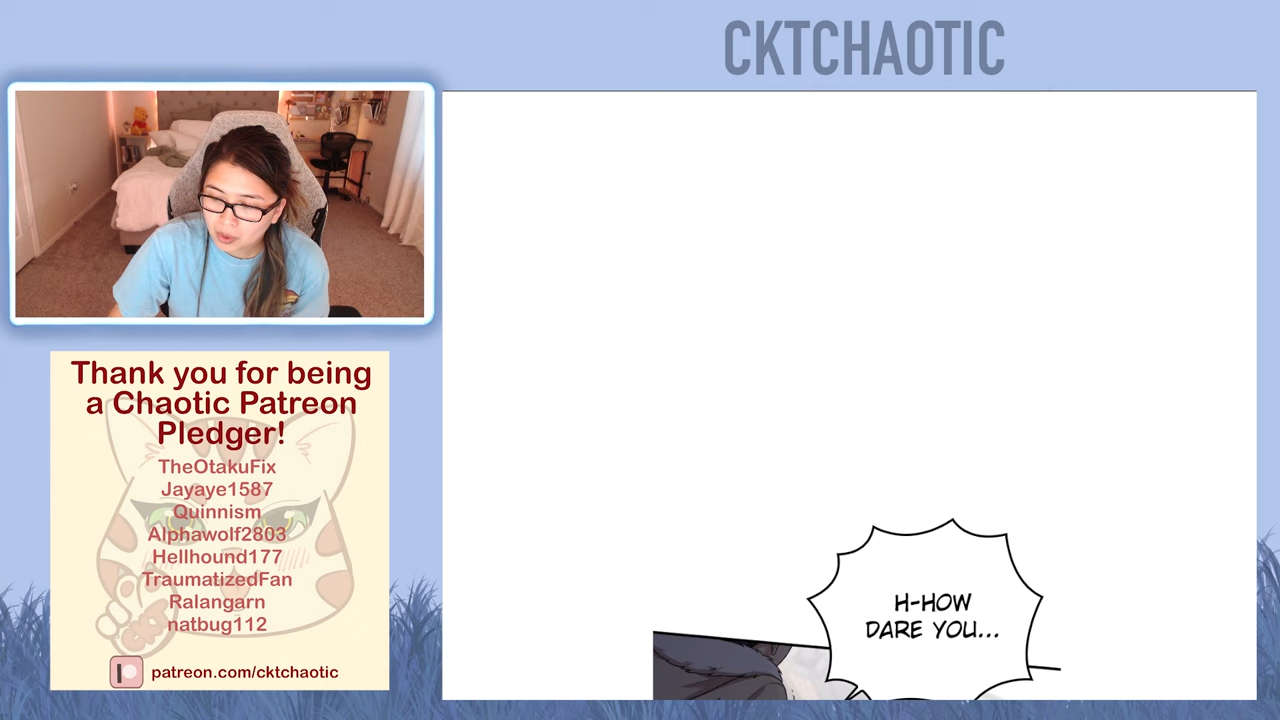 CKTCHAOTIC
Thank you for being
a Chaotic Patreon
Pledger!
TheOtakuFix
Jayaye1587
Quinnism
Alphawolf2803
Hellhound177
TraumatizedFan
Ralangarn
natbug112
patreon.com/cktchaotic
H-HOW
DARE YOU...